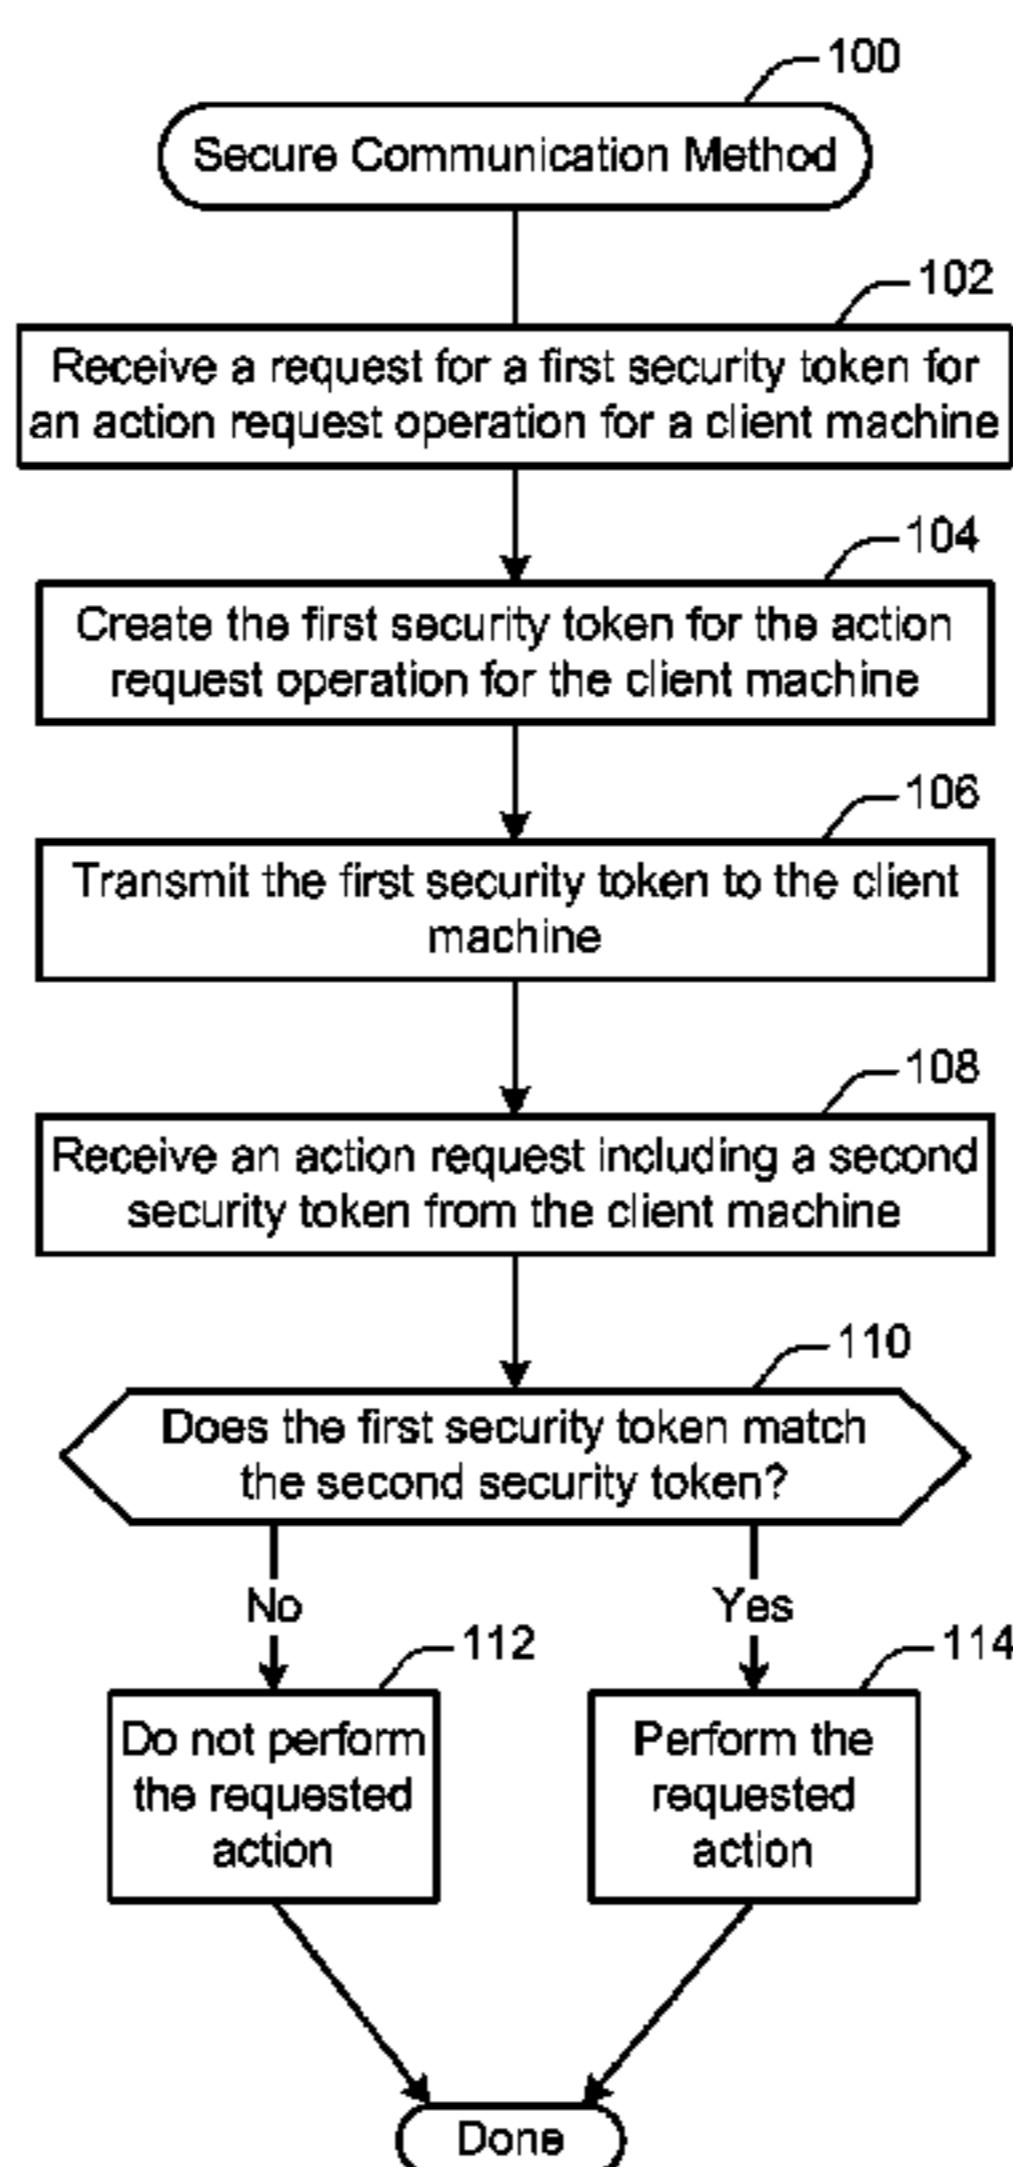 100
Secure Communication Method
102
Receive a request for a first security token for
an action request operation for a client machine
104
Create the first security token for the action
request operation for the client machine
106
Transmit the first security token to the client
machine
108
Receive an action request including a second
security token from the client machine
110
Does the first security token match
the second security token?
No
Yes
112
114
Do not perform
the requested
action
Perform the
requested
action
Done